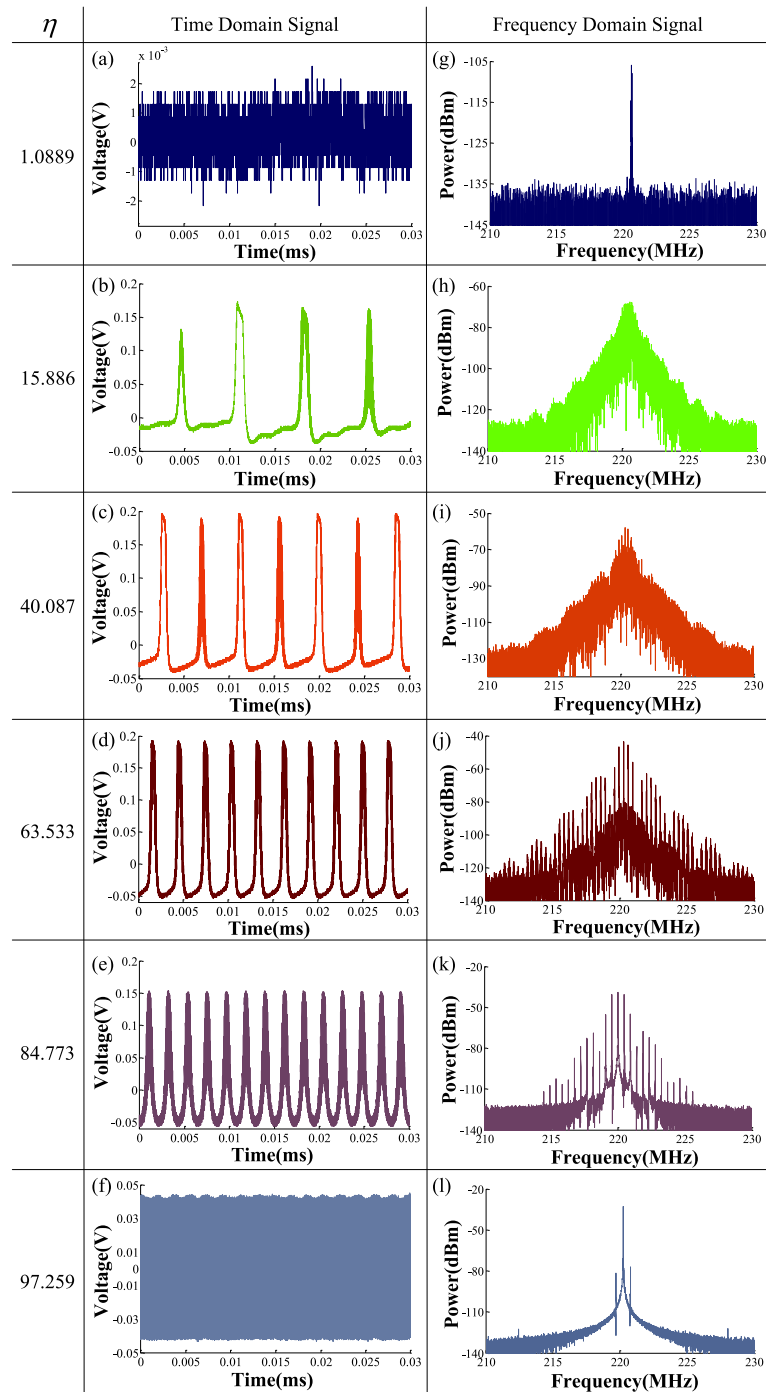 η Time Domain Signal Frequency Domain Signal
1.0889
(a)
x 10⁻³
Voltage(V)
2
1
0
-1
-2
0 0.005 0.01 0.015 0.02 0.025 0.03
Time(ms)
(g)
Power(dBm)
-105
-115
-125
-135
-145
210 215 220 225 230
Frequency(MHz)
15.886
(b)
Voltage(V)
0.2
0.15
0.1
0.05
0
-0.05
0 0.005 0.01 0.015 0.02 0.025 0.03
Time(ms)
(h)
Power(dBm)
-60
-80
-100
-120
-140
210 215 220 225 230
Frequency(MHz)
40.087
(c)
Voltage(V)
0.2
0.15
0.1
0.05
0
-0.05
0 0.005 0.01 0.015 0.02 0.025 0.03
Time(ms)
(i)
Power(dBm)
-50
-70
-90
-110
-130
210 215 220 225 230
Frequency(MHz)
63.533
(d)
Voltage(V)
0.2
0.15
0.1
0.05
0
-0.05
0 0.005 0.01 0.015 0.02 0.025 0.03
Time(ms)
(j)
Power(dBm)
-40
-60
-80
-100
-120
-140
210 215 220 225 230
Frequency(MHz)
84.773
(e)
Voltage(V)
0.2
0.15
0.1
0.05
0
-0.05
0 0.005 0.01 0.015 0.02 0.025 0.03
Time(ms)
(k)
Power(dBm)
-20
-50
-80
-110
-140
210 215 220 225 230
Frequency(MHz)
97.259
(f)
Voltage(V)
0.05
0.03
0.01
0
-0.01
-0.03
-0.05
0 0.005 0.01 0.015 0.02 0.025 0.03
Time(ms)
(l)
Power(dBm)
-20
-50
-80
-110
-140
210 215 220 225 230
Frequency(MHz)